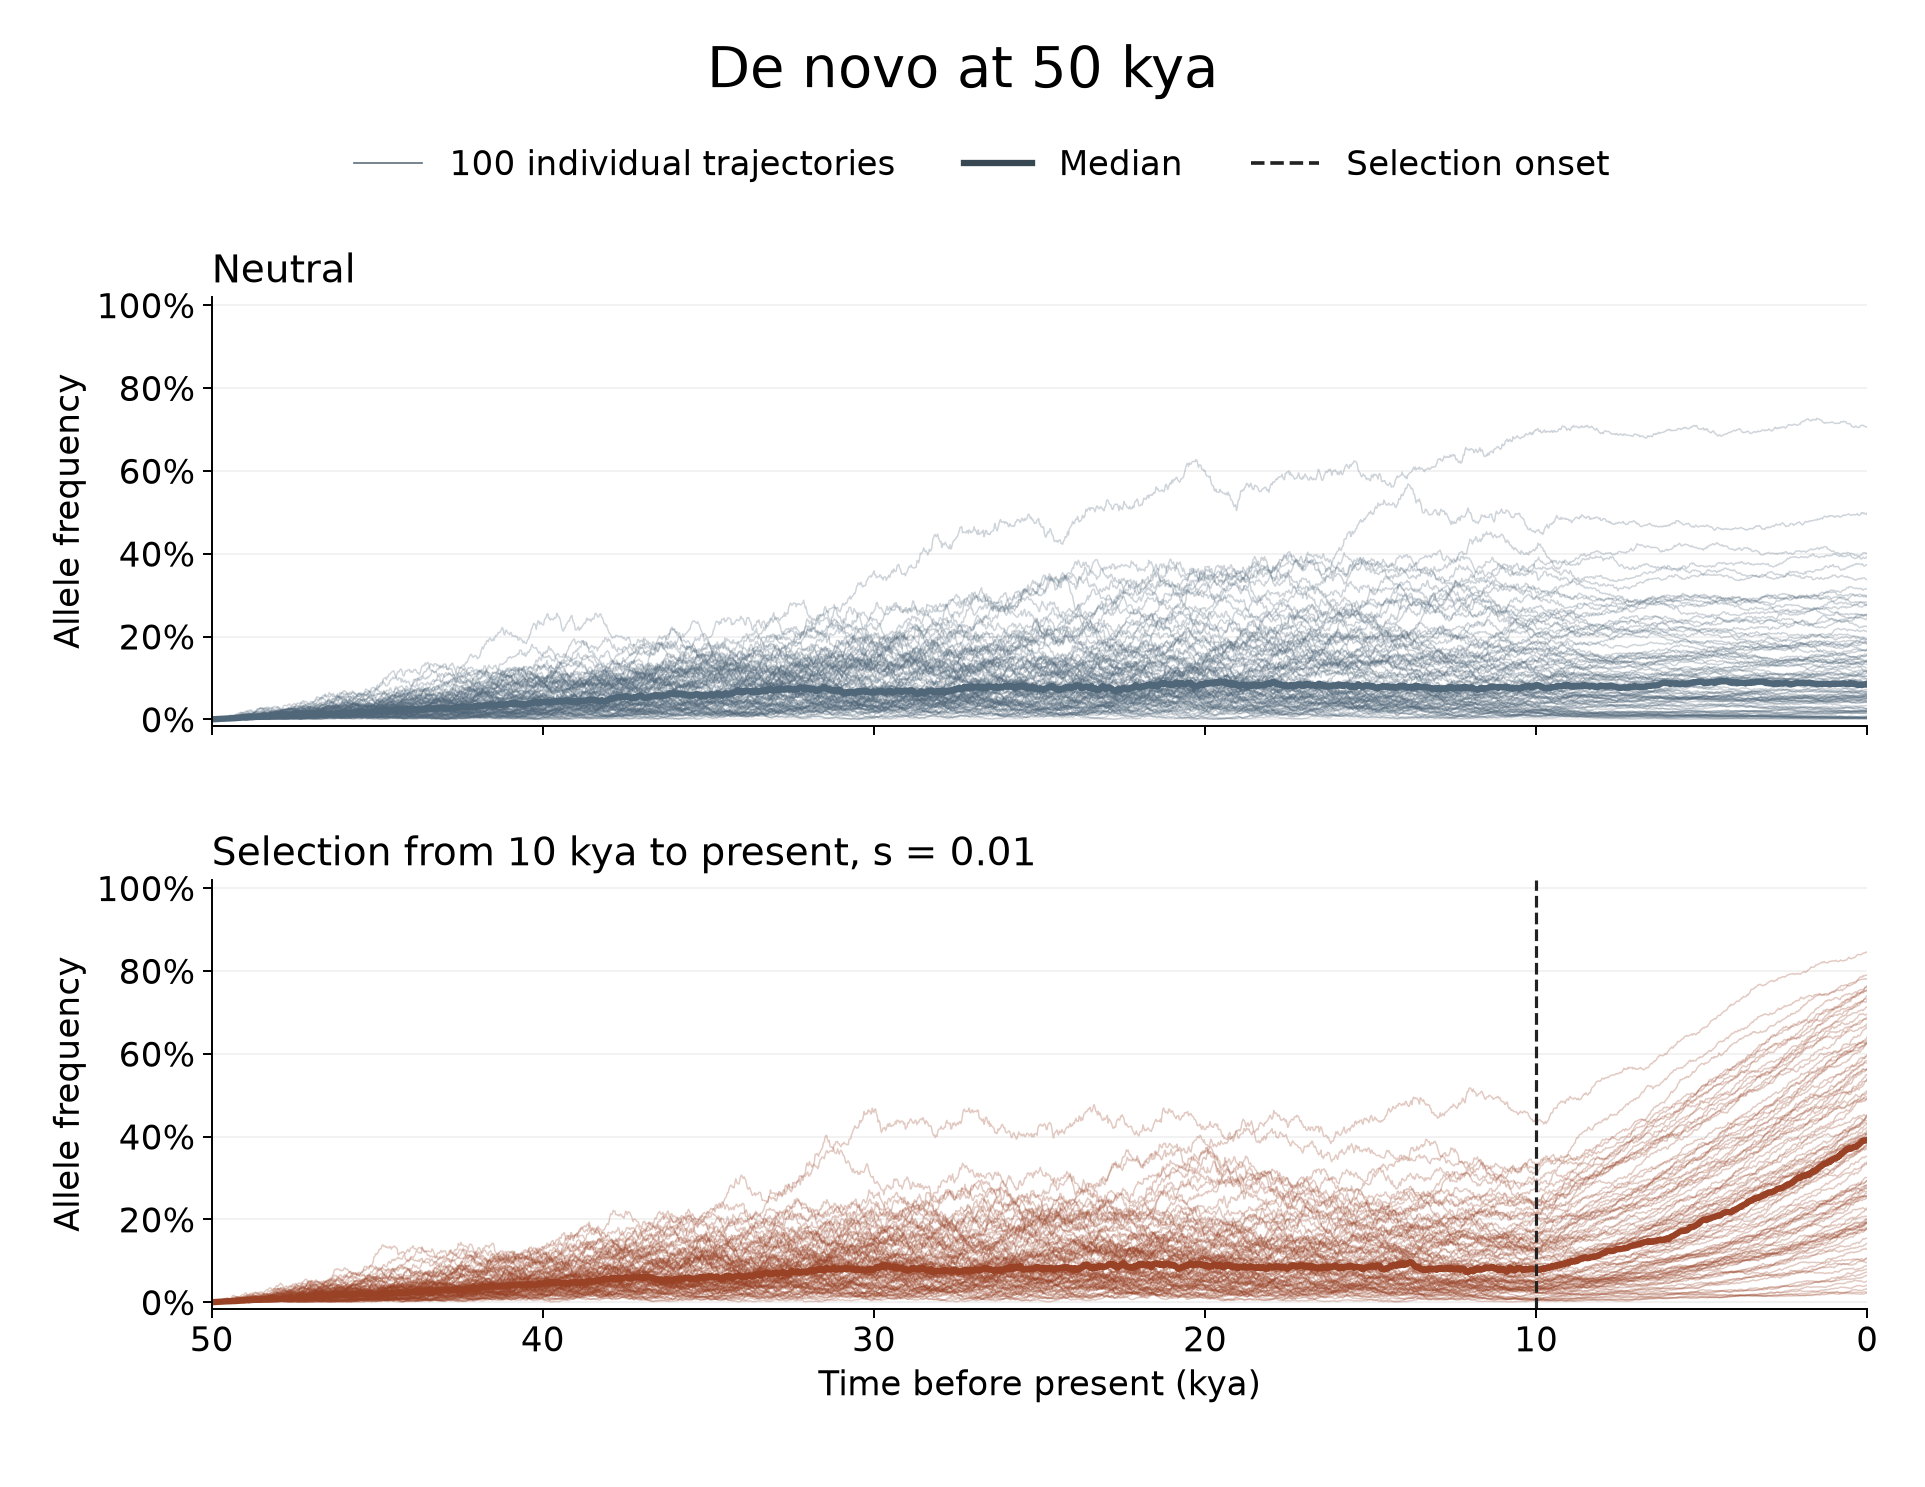 De novo at 50 kya
100 individual trajectories Median Selection onset
Neutral
100%
80%
60%
40%
20%
0%
Allele frequency
Selection from 10 kya to present, s = 0.01
100%
80%
60%
40%
20%
0%
Allele frequency
50 40 30 20 10 0
Time before present (kya)